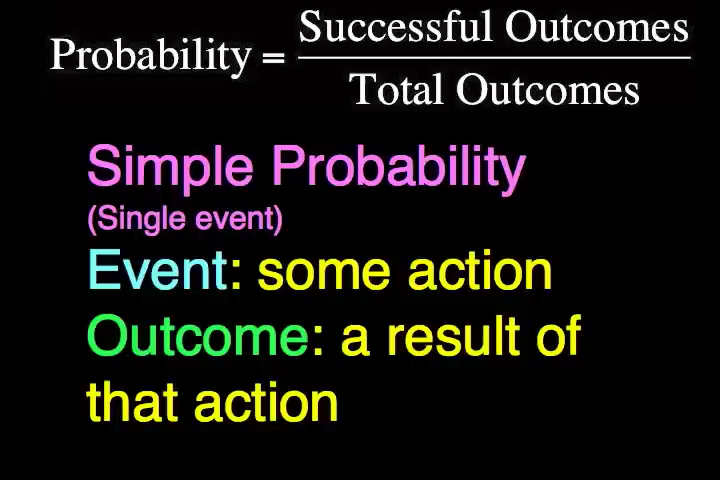 Probability = Successful Outcomes / Total Outcomes
Simple Probability
(Single event)
Event: some action
Outcome: a result of
that action